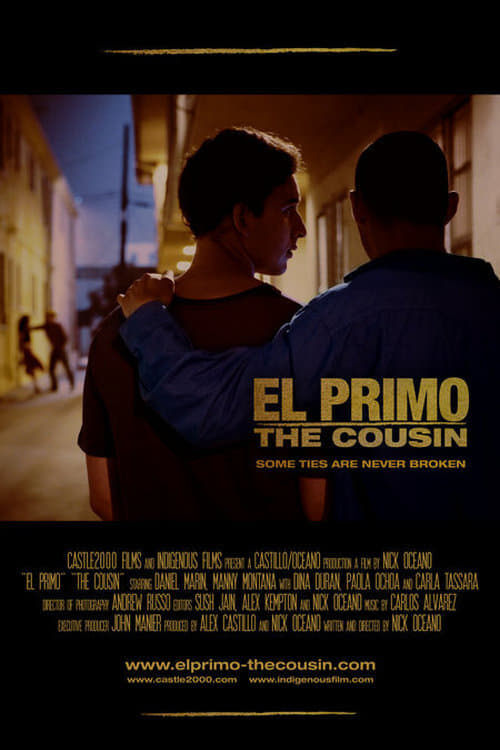 EL PRIMO
THE COUSIN
SOME TIES ARE NEVER BROKEN
CASTLE2000 FILMS AND INDIGENOUS FILMS PRESENT A CASTILLO/OCEANO PRODUCTION A FILM BY NICK OCEANO
"EL PRIMO" "THE COUSIN" STARRING DANIEL MARIN, MANNY MONTANA WITH DINA DURAN, PAOLA OCHOA AND CARLA TASSARA
DIRECTOR OF PHOTOGRAPHY ANDREW RUSSO EDITORS SUSH JAIN, ALEX KEMPTON AND NICK OCEANO MUSIC BY CARLOS ALVAREZ
EXECUTIVE PRODUCER JOHN MANIER PRODUCED BY ALEX CASTILLO AND NICK OCEANO WRITTEN AND DIRECTED BY NICK OCEANO
www.elprimo-thecousin.com
www.castle2000.com www.indigenousfilm.com